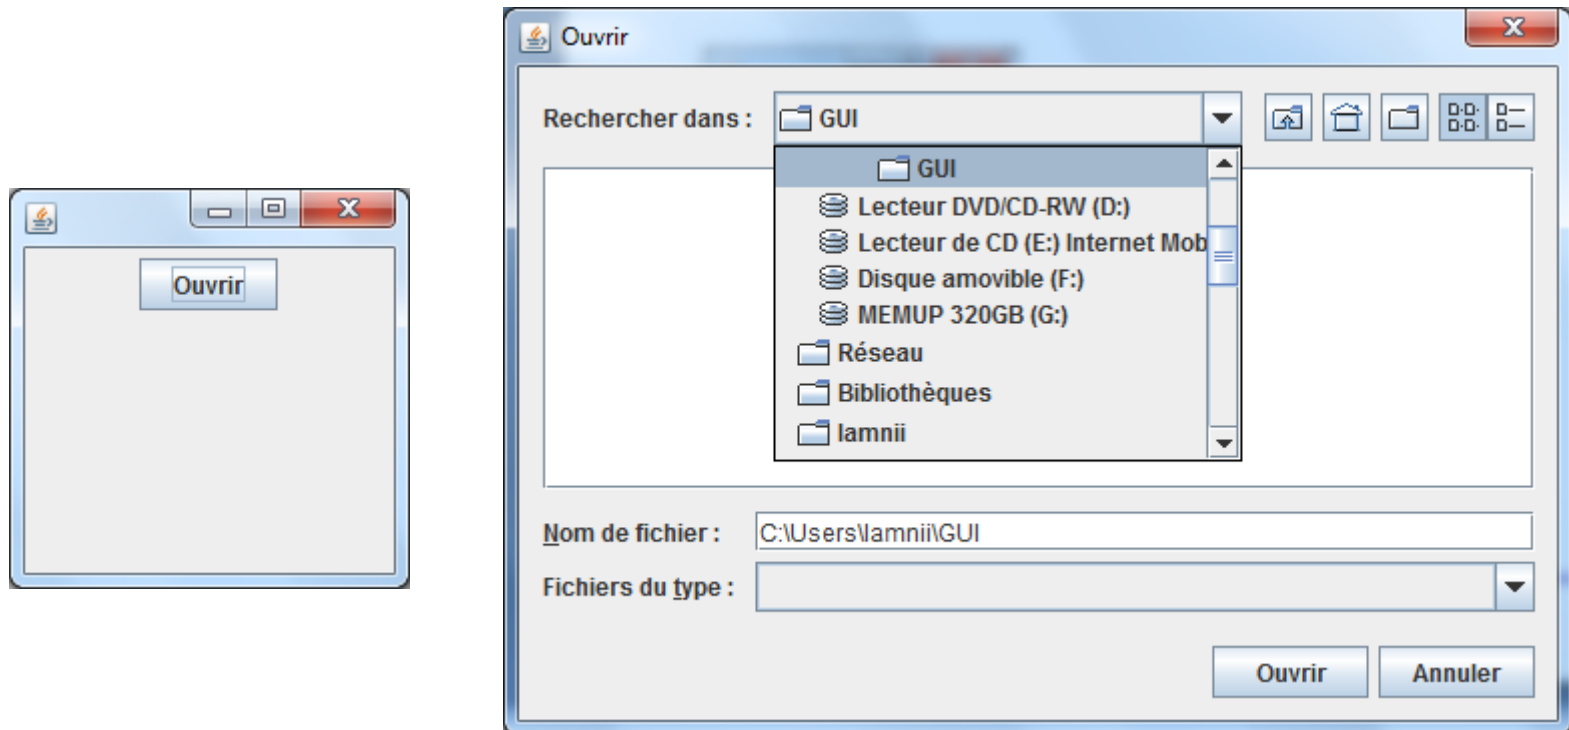 Ouvrir
Ouvrir
Rechercher dans :
GUI
GUI
Lecteur DVD/CD-RW (D:)
Lecteur de CD (E:) Internet Mob
Disque amovible (F:)
MEMUP 320GB (G:)
Réseau
Bibliothèques
lamnii
Nom de fichier : C:\Users\lamnii\GUI
Fichiers du type :
Ouvrir Annuler